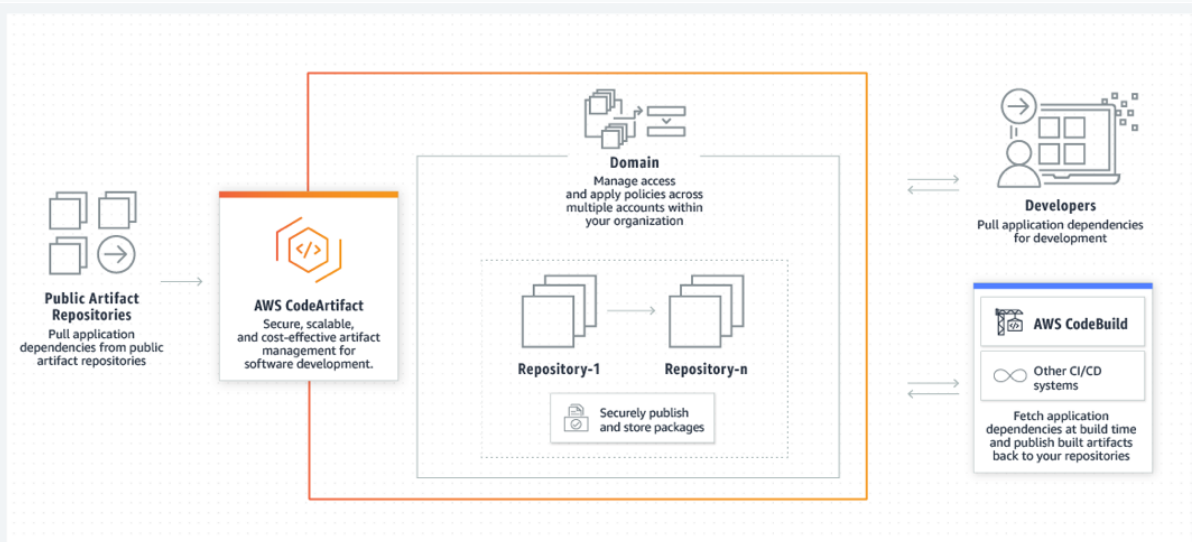 Public Artifact
Repositories
Pull application
dependencies from public
artifact repositories
</>
AWS CodeArtifact
Secure, scalable,
and cost-effective artifact
management for
software development.
Domain
Manage access
and apply policies across
multiple accounts within
your organization
Repository-1
Repository-n
Securely publish
and store packages
Developers
Pull application dependencies
for development
</>
AWS CodeBuild
Other CI/CD
systems
Fetch application
dependencies at build time
and publish built artifacts
back to your repositories